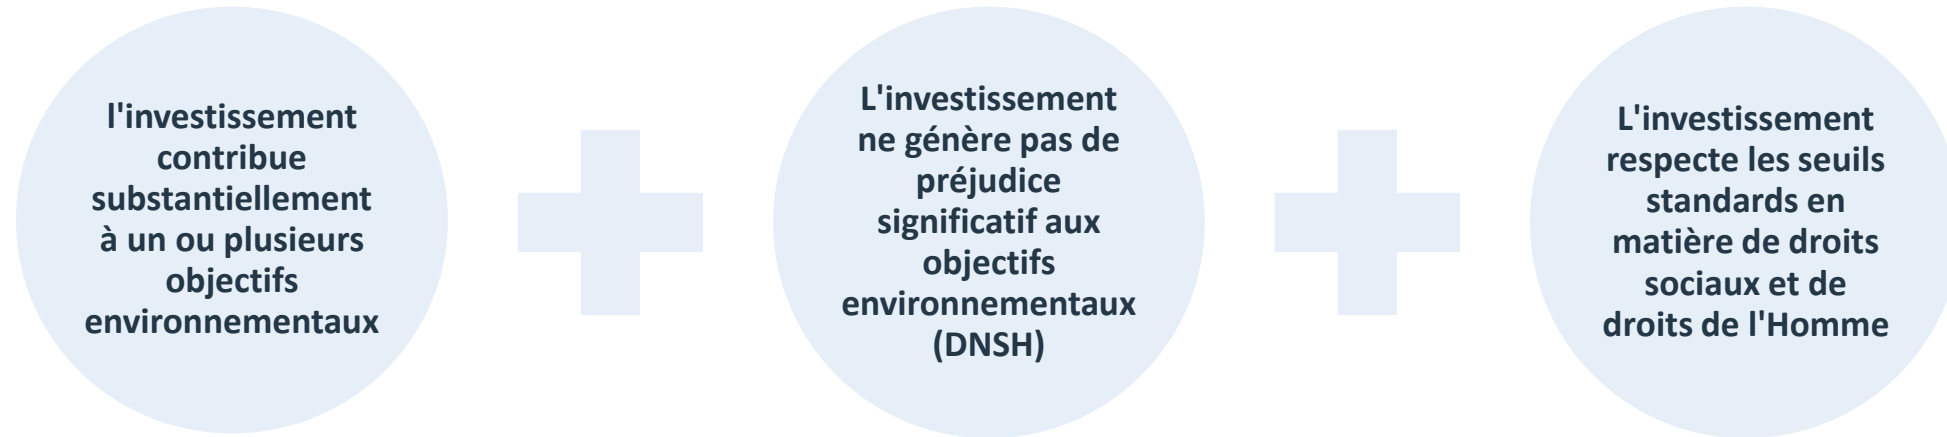 l'investissement
contribue
substantiellement
à un ou plusieurs
objectifs
environnementaux
L'investissement
ne génère pas de
préjudice
significatif aux
objectifs
environnementaux
(DNSH)
L'investissement
respecte les seuils
standards en
matière de droits
sociaux et de
droits de l'Homme